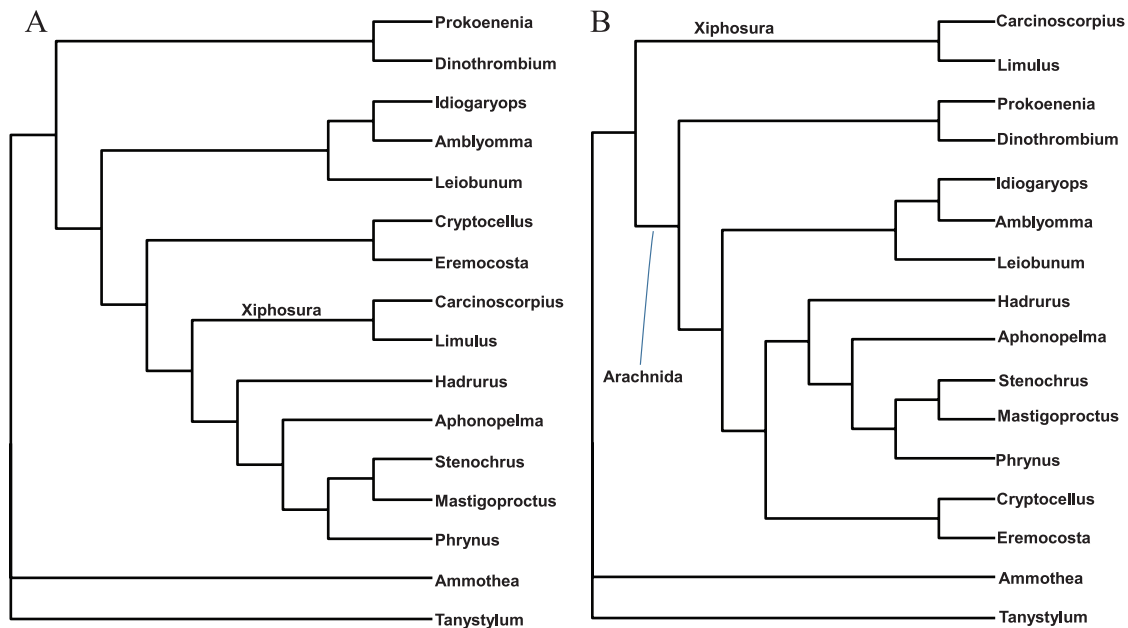 A
Prokoenenia
Dinothrombium
Idiogaryops
Amblyomma
Leiobunum
Cryptocellus
Eremocosta
Xiphosura
Carcinoscorpius
Limulus
Hadrurus
Aphonopelma
Stenochrus
Mastigoproctus
Phrynus
Ammothea
Tanystylum
B
Xiphosura
Carcinoscorpius
Limulus
Prokoenenia
Dinothrombium
Arachnida
Idiogaryops
Amblyomma
Leiobunum
Hadrurus
Aphonopelma
Stenochrus
Mastigoproctus
Phrynus
Cryptocellus
Eremocosta
Ammothea
Tanystylum